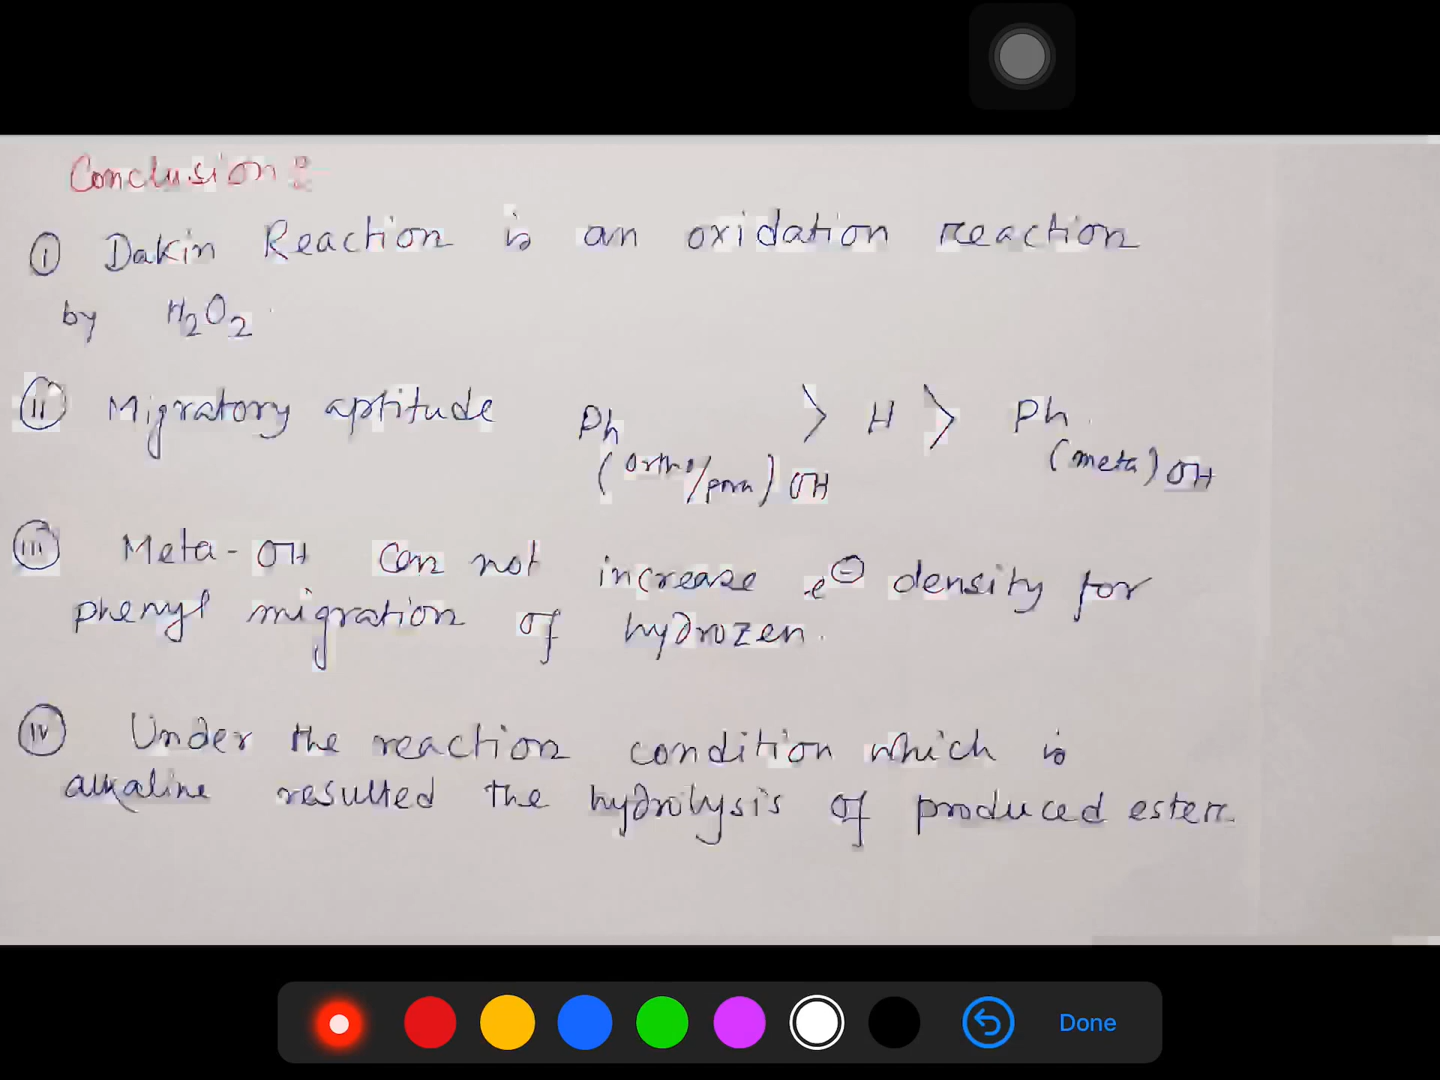 Conclusion :
(i) Dakin Reaction is an oxidation reaction
by H₂O₂.
(ii) Migratory aptitude Ph (ortho/para) OH > H > Ph (meta) OH
(iii) Meta-OH can not increase e⊖ density for
phenyl migration of hydrozen.
(iv) Under the reaction condition which is
alkaline resulted the hydrolysis of produced ester.
Done